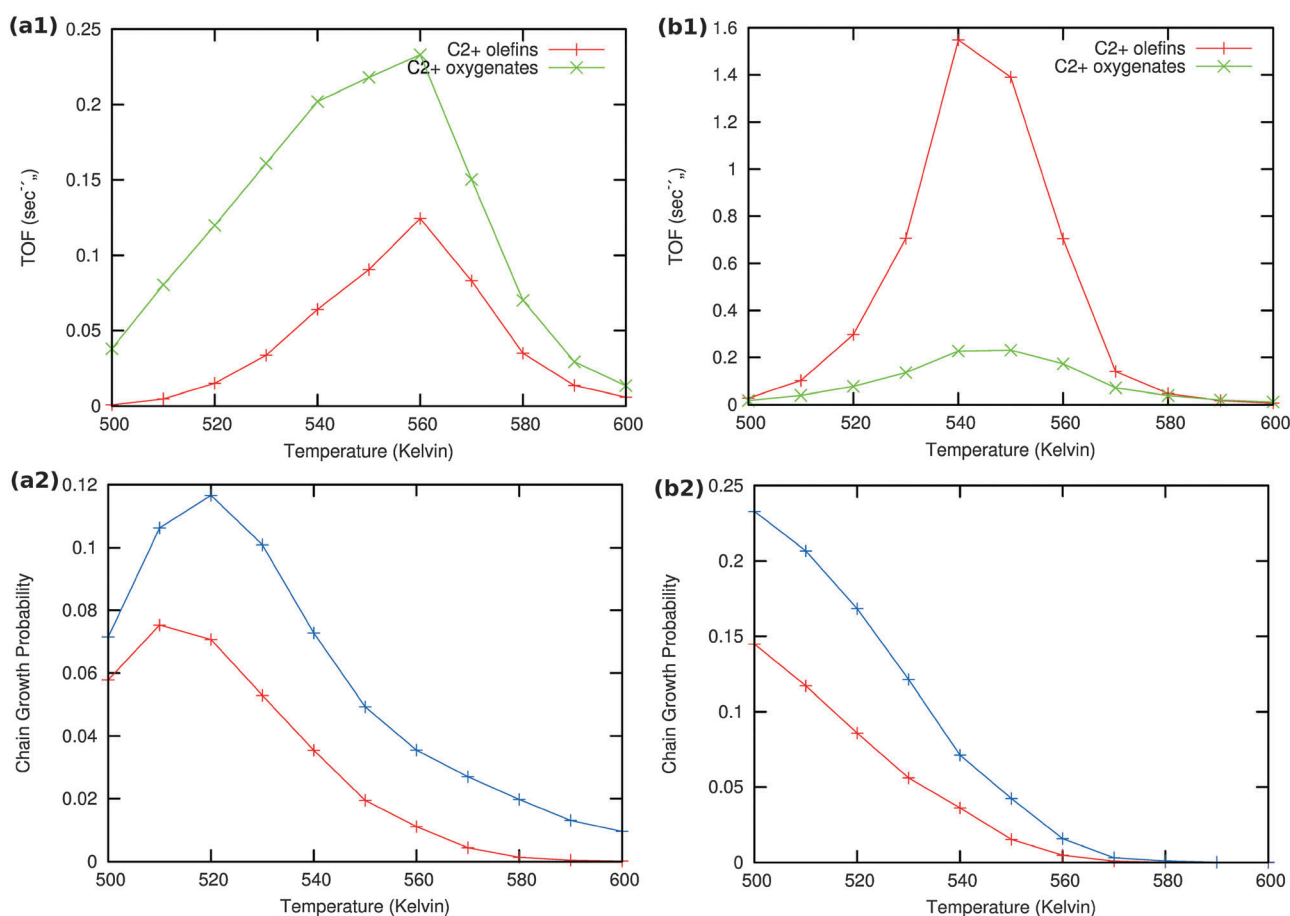 (a1)
0.25
0.2
0.15
0.1
0.05
0
TOF (sec⁻´„)
C2+ olefins
C2+ oxygenates
500 520 540 560 580 600
Temperature (Kelvin)
(b1)
1.6
1.4
1.2
1
0.8
0.6
0.4
0.2
0
TOF (sec⁻´„)
C2+ olefins
C2+ oxygenates
500 520 540 560 580 600
Temperature (Kelvin)
(a2)
0.12
0.1
0.08
0.06
0.04
0.02
0
Chain Growth Probability
500 520 540 560 580 600
Temperature (Kelvin)
(b2)
0.25
0.2
0.15
0.1
0.05
0
Chain Growth Probability
500 520 540 560 580 600
Temperature (Kelvin)